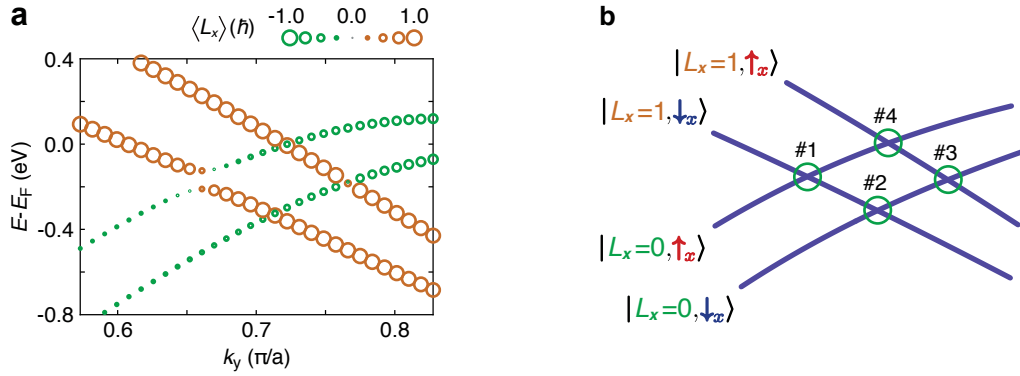 a
⟨Lx⟩(ħ)
-1.0 0.0 1.0
0.4
0.0
-0.4
-0.8
E-EF (eV)
0.6 0.7 0.8
ky (π/a)
b
|Lx=1,↑x⟩
|Lx=1,↓x⟩
#4
#1
#3
#2
|Lx=0,↑x⟩
|Lx=0,↓x⟩